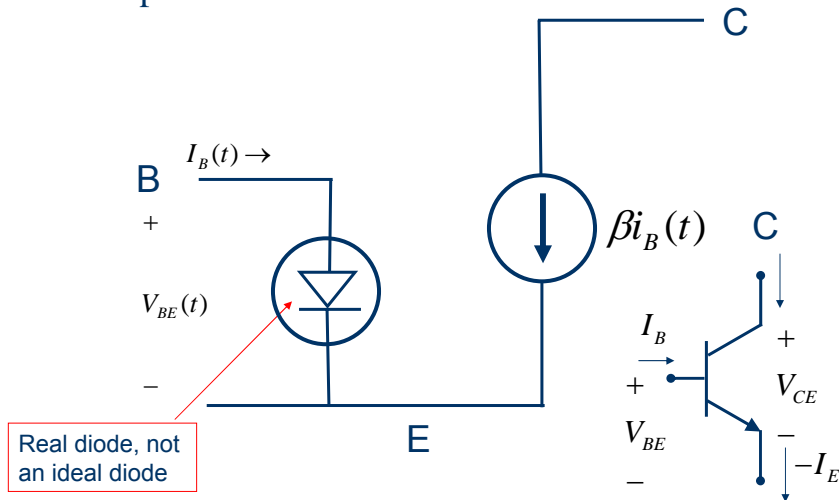 C
I_B(t) →
B
+
V_BE(t)
−
βi_B(t)
E
Real diode, not
an ideal diode
C
I_B
+
+
V_CE
V_BE
−
−I_E
−